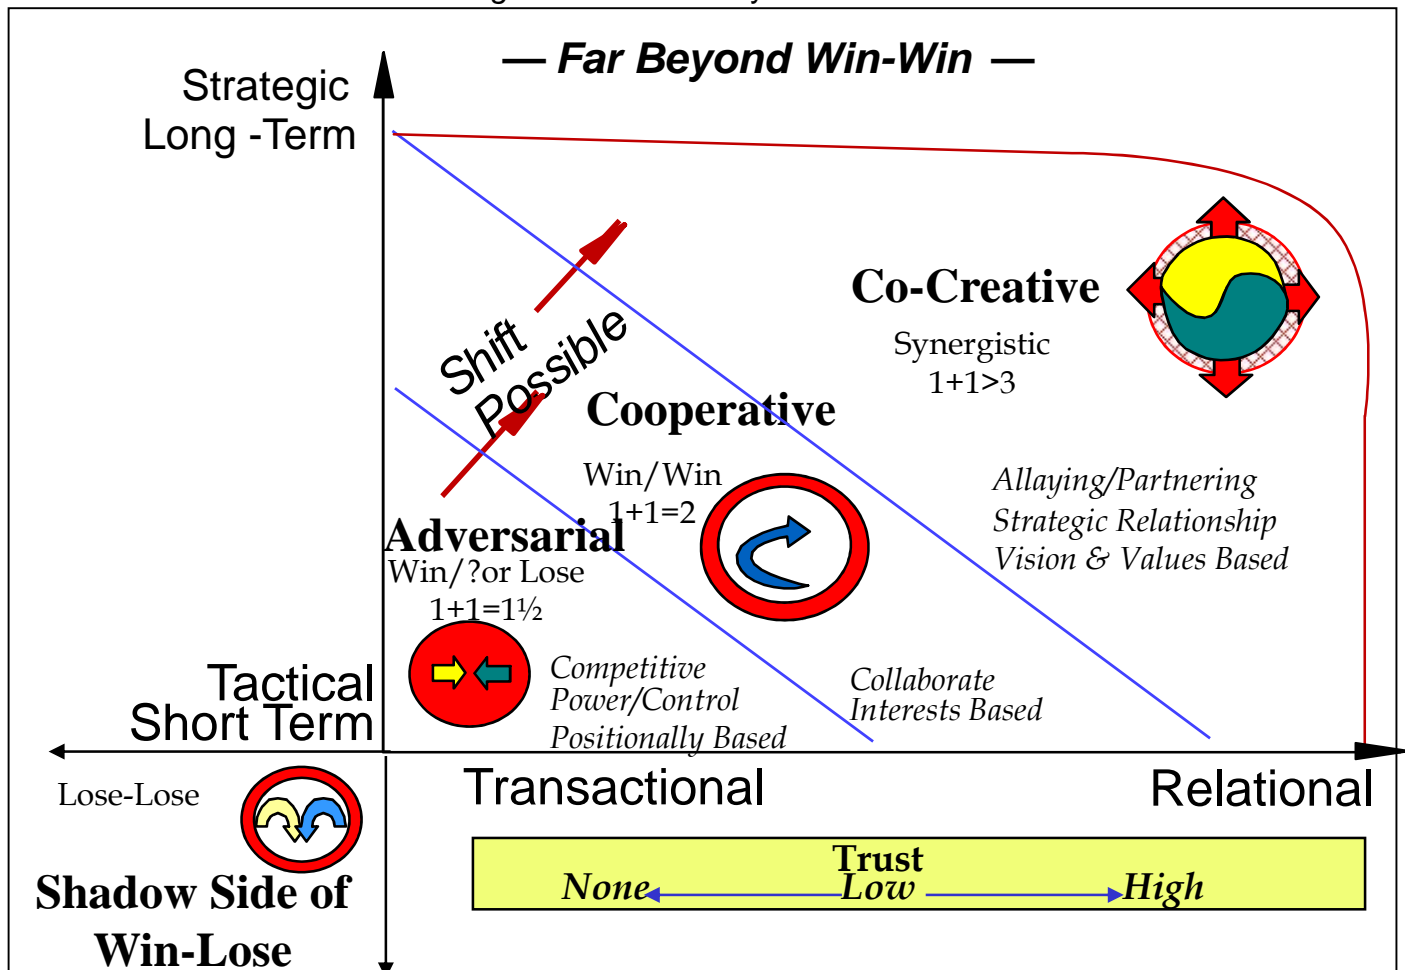 — Far Beyond Win-Win —
Strategic
Long -Term
Shift
Possible
Co-Creative
Synergistic
1+1>3
Cooperative
Win/Win
1+1=2
Allaying/Partnering
Strategic Relationship
Vision & Values Based
Adversarial
Win/?or Lose
1+1=1½
Competitive
Power/Control
Positionally Based
Collaborate
Interests Based
Tactical
Short Term
Transactional
Relational
Lose-Lose
Shadow Side of
Win-Lose
Trust
None
Low
High